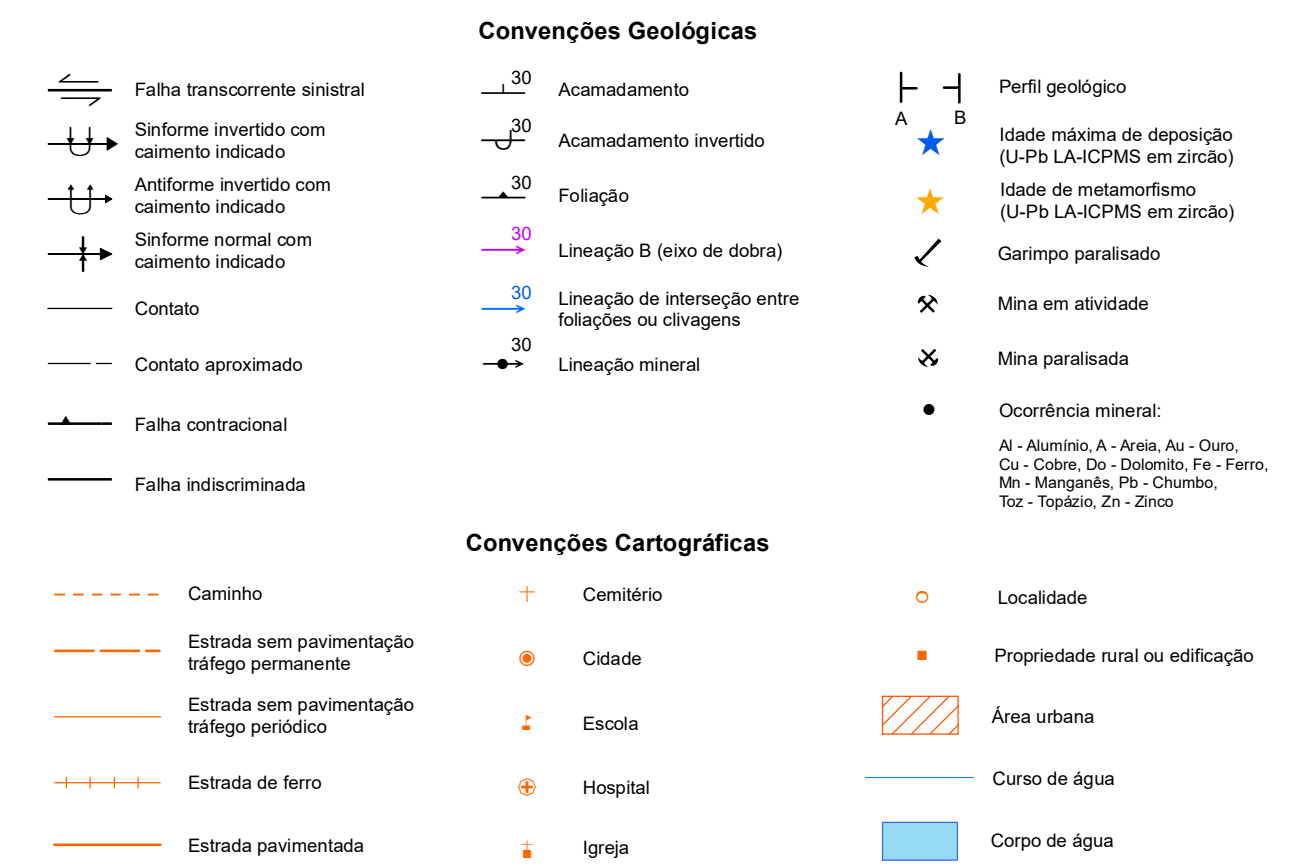 Convenções Geológicas
Falha transcorrente sinistral
Sinforme invertido com
caimento indicado
Antiforme invertido com
caimento indicado
Sinforme normal com
caimento indicado
Contato
Contato aproximado
Falha contracional
Falha indiscriminada
30
Acamadamento
30
Acamadamento invertido
30
Foliação
30
Lineação B (eixo de dobra)
30
Lineação de interseção entre
foliações ou clivagens
30
Lineação mineral
A B
Perfil geológico
Idade máxima de deposição
(U-Pb LA-ICPMS em zircão)
Idade de metamorfismo
(U-Pb LA-ICPMS em zircão)
Garimpo paralisado
Mina em atividade
Mina paralisada
Ocorrência mineral:
Al - Alumínio, A - Areia, Au - Ouro,
Cu - Cobre, Do - Dolomito, Fe - Ferro,
Mn - Manganês, Pb - Chumbo,
Toz - Topázio, Zn - Zinco
Convenções Cartográficas
Caminho
Estrada sem pavimentação
tráfego permanente
Estrada sem pavimentação
tráfego periódico
Estrada de ferro
Estrada pavimentada
Cemitério
Cidade
Escola
Hospital
Igreja
Localidade
Propriedade rural ou edificação
Área urbana
Curso de água
Corpo de água